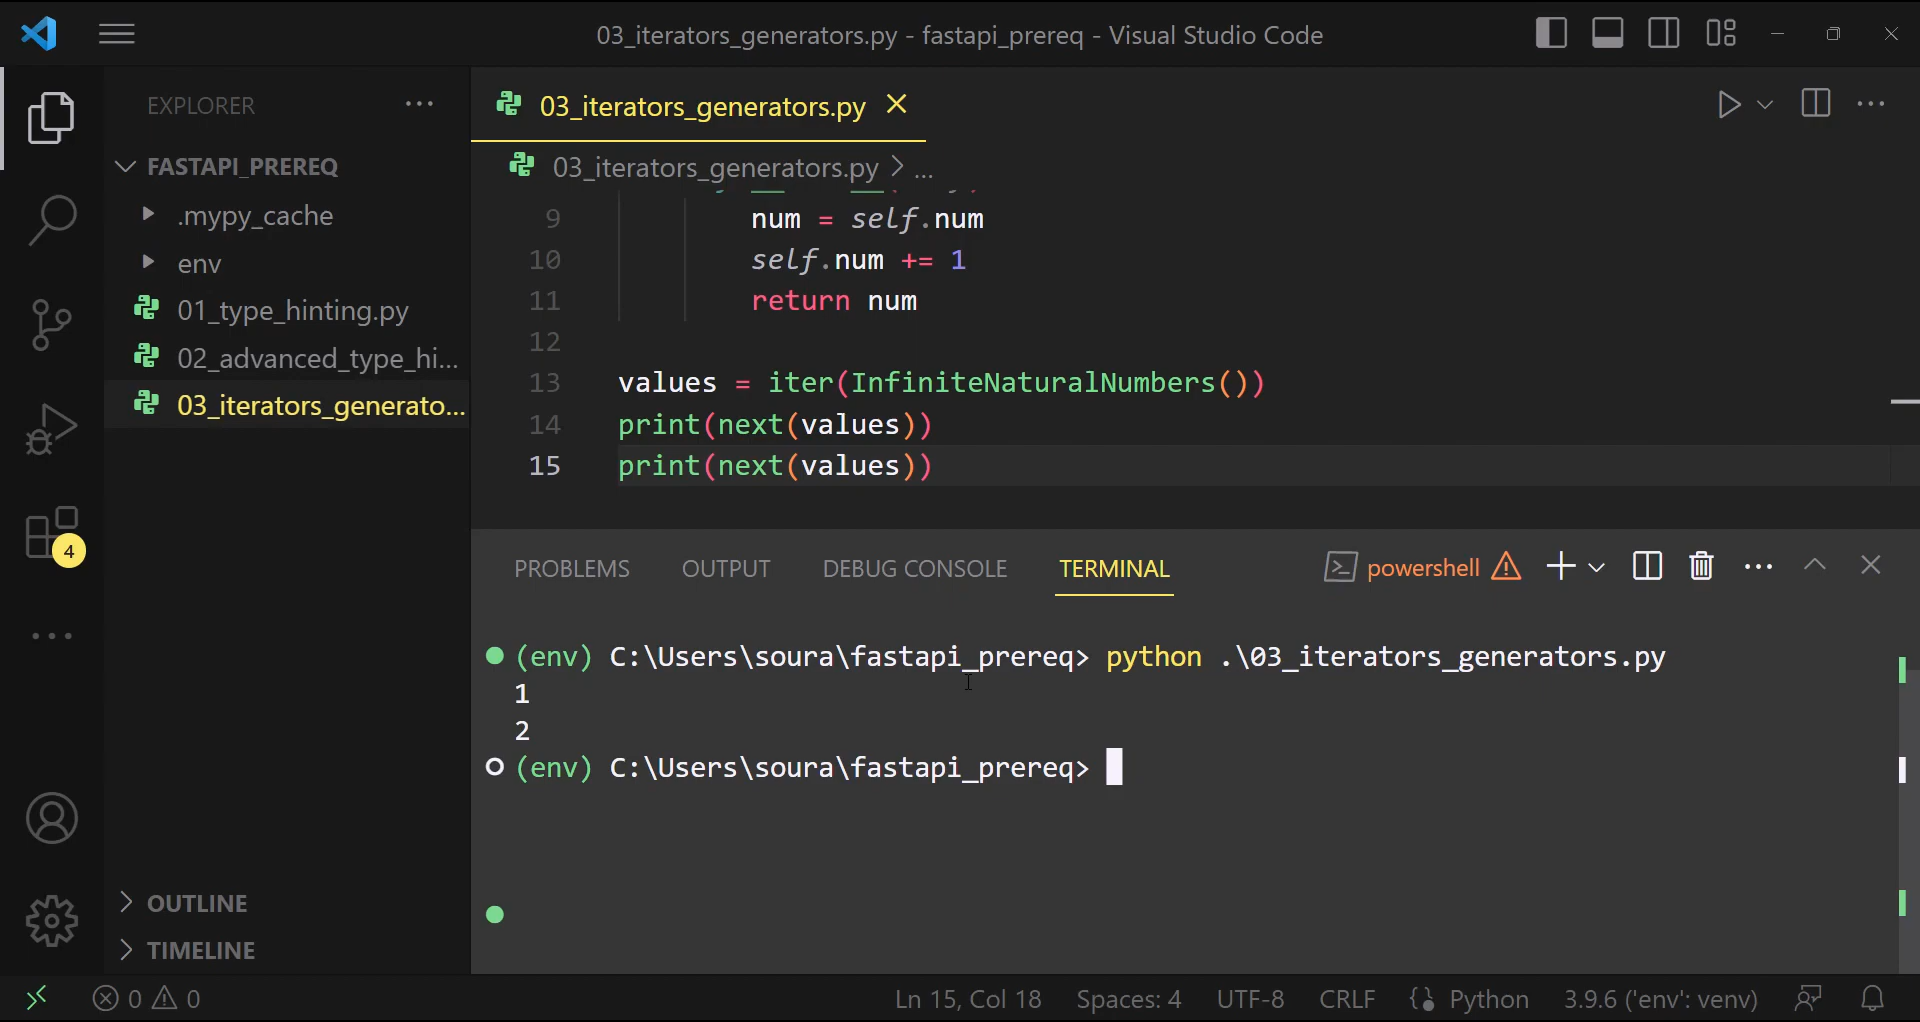 03_iterators_generators.py - fastapi_prereq - Visual Studio Code
EXPLORER
FASTAPI_PREREQ
.mypy_cache
env
01_type_hinting.py
02_advanced_type_hi...
03_iterators_generato...
OUTLINE
TIMELINE
4
03_iterators_generators.py
03_iterators_generators.py > ...
9 num = self.num
10 self.num += 1
11 return num
12
13 values = iter(InfiniteNaturalNumbers())
14 print(next(values))
15 print(next(values))
PROBLEMS OUTPUT DEBUG CONSOLE TERMINAL powershell
(env) C:\Users\soura\fastapi_prereq> python .\03_iterators_generators.py
1
2
(env) C:\Users\soura\fastapi_prereq>
0 0 Ln 15, Col 18 Spaces: 4 UTF-8 CRLF Python 3.9.6 ('env': venv)